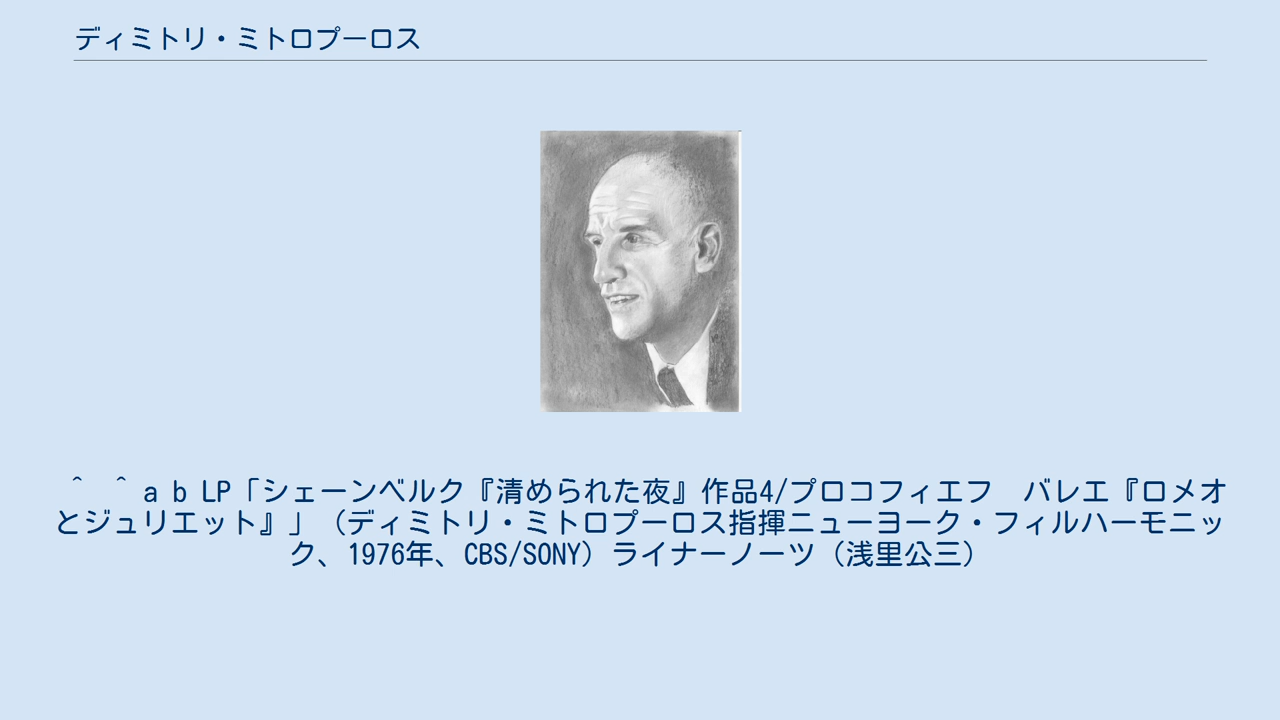 ディミトリ・ミトロプーロス
^ ^ a b LP「シェーンベルク『清められた夜』作品4/プロコフィエフ　バレエ『ロメオ
とジュリエット』」（ディミトリ・ミトロプーロス指揮ニューヨーク・フィルハーモニッ
ク、1976年、CBS/SONY）ライナーノーツ（浅里公三）